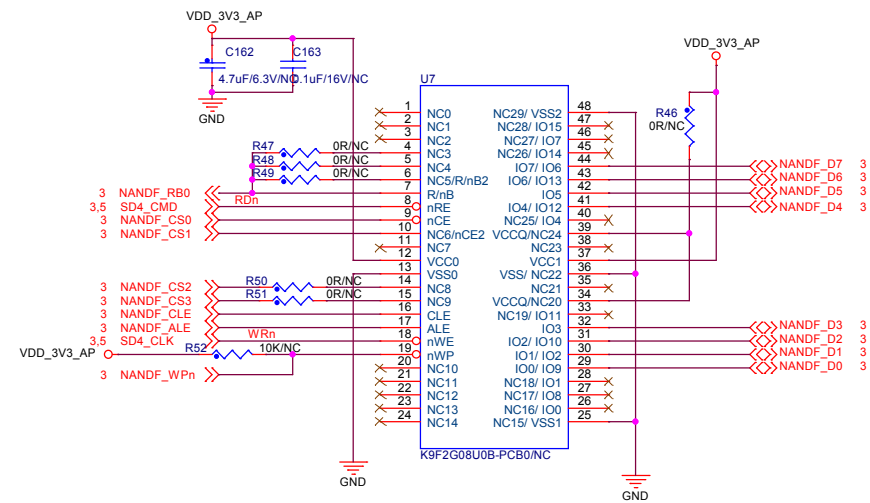 VDD_3V3_AP
C162
C163
4.7uF/6.3V/NC
0.1uF/16V/NC
GND
VDD_3V3_AP
R46
0R/NC
U7
1 NC0 NC29/ VSS2 48
2 NC1 NC28/ IO15 47
3 NC2 NC27/ IO7 46
R47 0R/NC 4 NC3 NC26/ IO14 45
R48 0R/NC 5 NC4 IO7/ IO6 44 NANDF_D7 3
R49 0R/NC 6 NC5/R/nB2 IO6/ IO13 43 NANDF_D6 3
3 NANDF_RB0 7 R/nB IO5 42 NANDF_D5 3
3,5 SD4_CMD RDn 8 nRE IO4/ IO12 41 NANDF_D4 3
3 NANDF_CS0 9 nCE NC25/ IO4 40
3 NANDF_CS1 10 NC6/nCE2 VCCQ/NC24 39
11 NC7 NC23 38
12 VCC0 VCC1 37
13 VSS0 VSS/ NC22 36
3 NANDF_CS2 R50 0R/NC 14 NC8 NC21 35
3 NANDF_CS3 R51 0R/NC 15 NC9 VCCQ/NC20 34
3 NANDF_CLE 16 CLE NC19/ IO11 33
3 NANDF_ALE 17 ALE IO3 32 NANDF_D3 3
3,5 SD4_CLK WRn 18 nWE IO2/ IO10 31 NANDF_D2 3
VDD_3V3_AP R52 10K/NC 19 nWP IO1/ IO2 30 NANDF_D1 3
3 NANDF_WPn 20 NC10 IO0/ IO9 29 NANDF_D0 3
21 NC11 NC18/ IO1 28
22 NC12 NC17/ IO8 27
23 NC13 NC16/ IO0 26
24 NC14 NC15/ VSS1 25
K9F2G08U0B-PCB0/NC
GND
GND